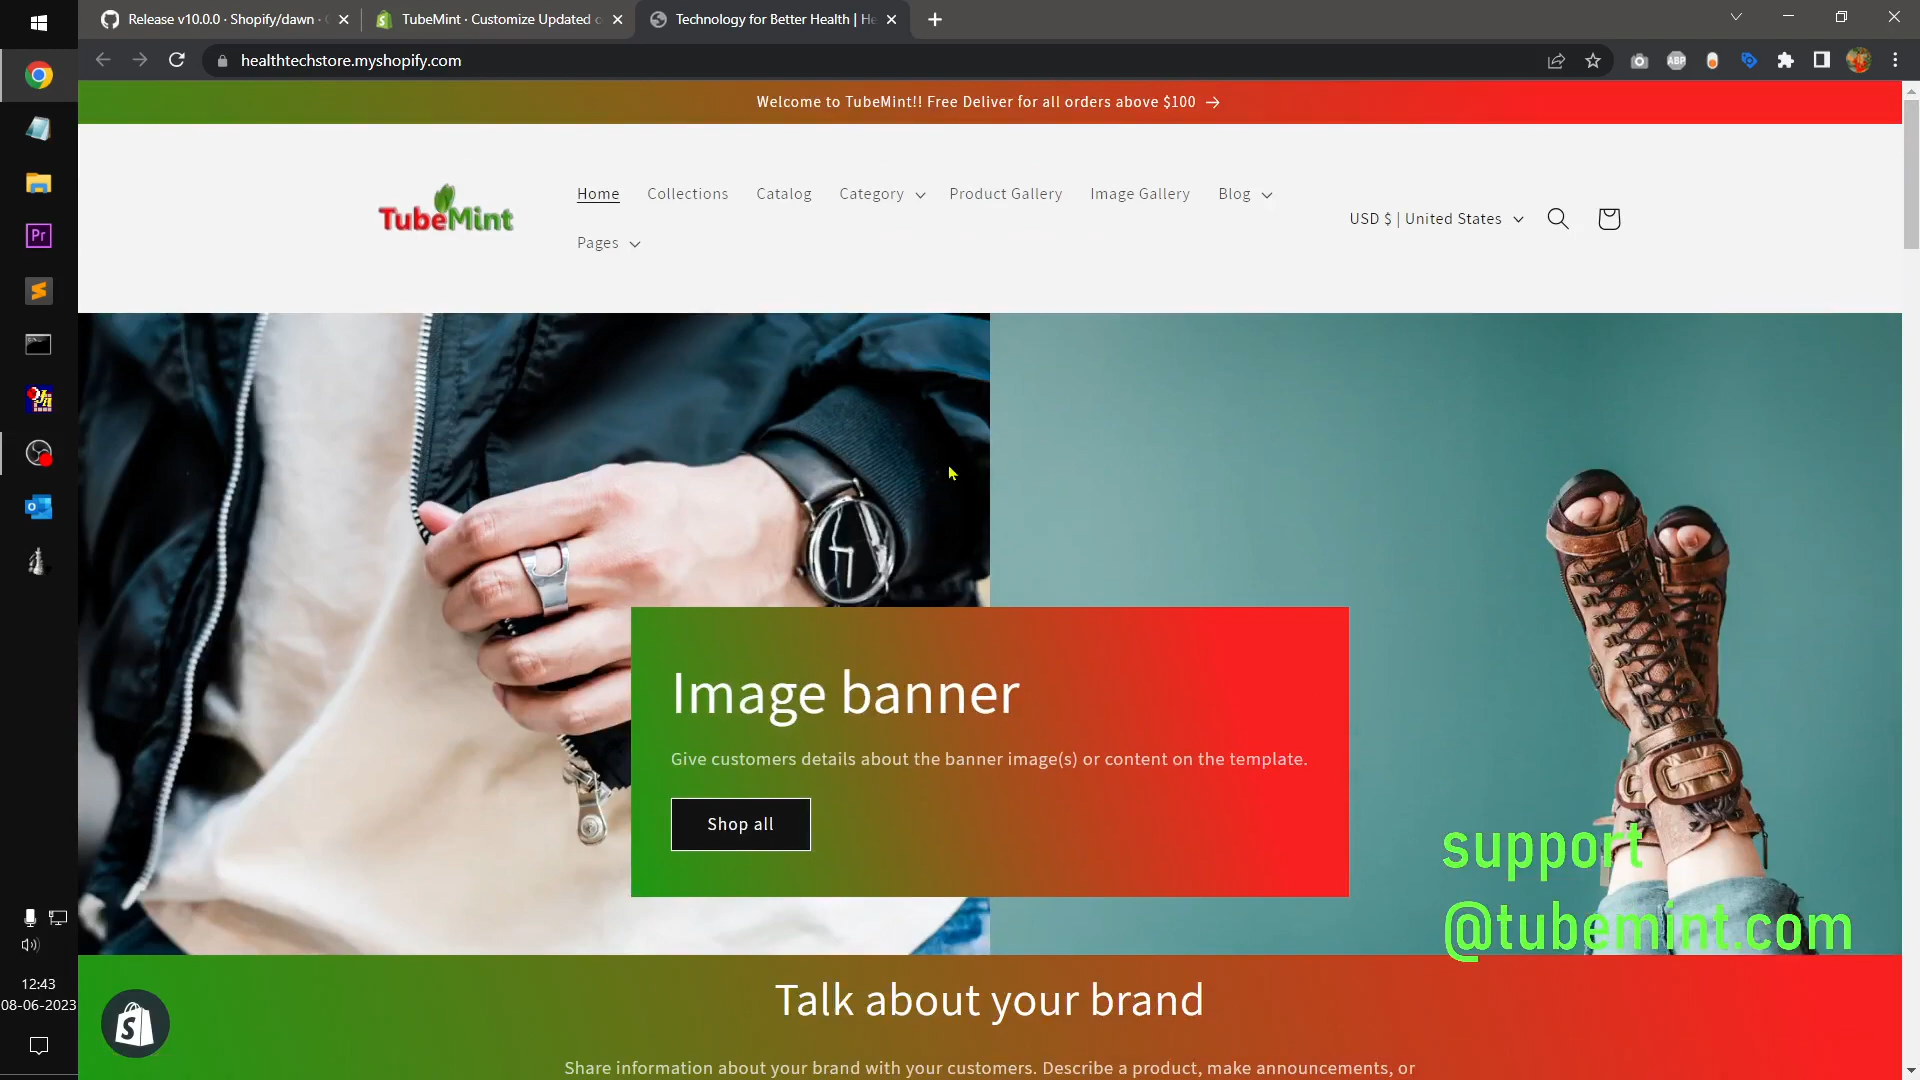 Release v10.0.0 · Shopify/dawn ·
TubeMint · Customize Updated
Technology for Better Health | He
healthtechstore.myshopify.com
ABP
Welcome to TubeMint!! Free Deliver for all orders above $100 →
TubeMint
Home
Collections
Catalog
Category
Product Gallery
Image Gallery
Blog
Pages
USD $ | United States
Pr
Image banner
Give customers details about the banner image(s) or content on the template.
Shop all
support
@tubemint.com
Talk about your brand
Share information about your brand with your customers. Describe a product, make announcements, or
12:43
08-06-2023